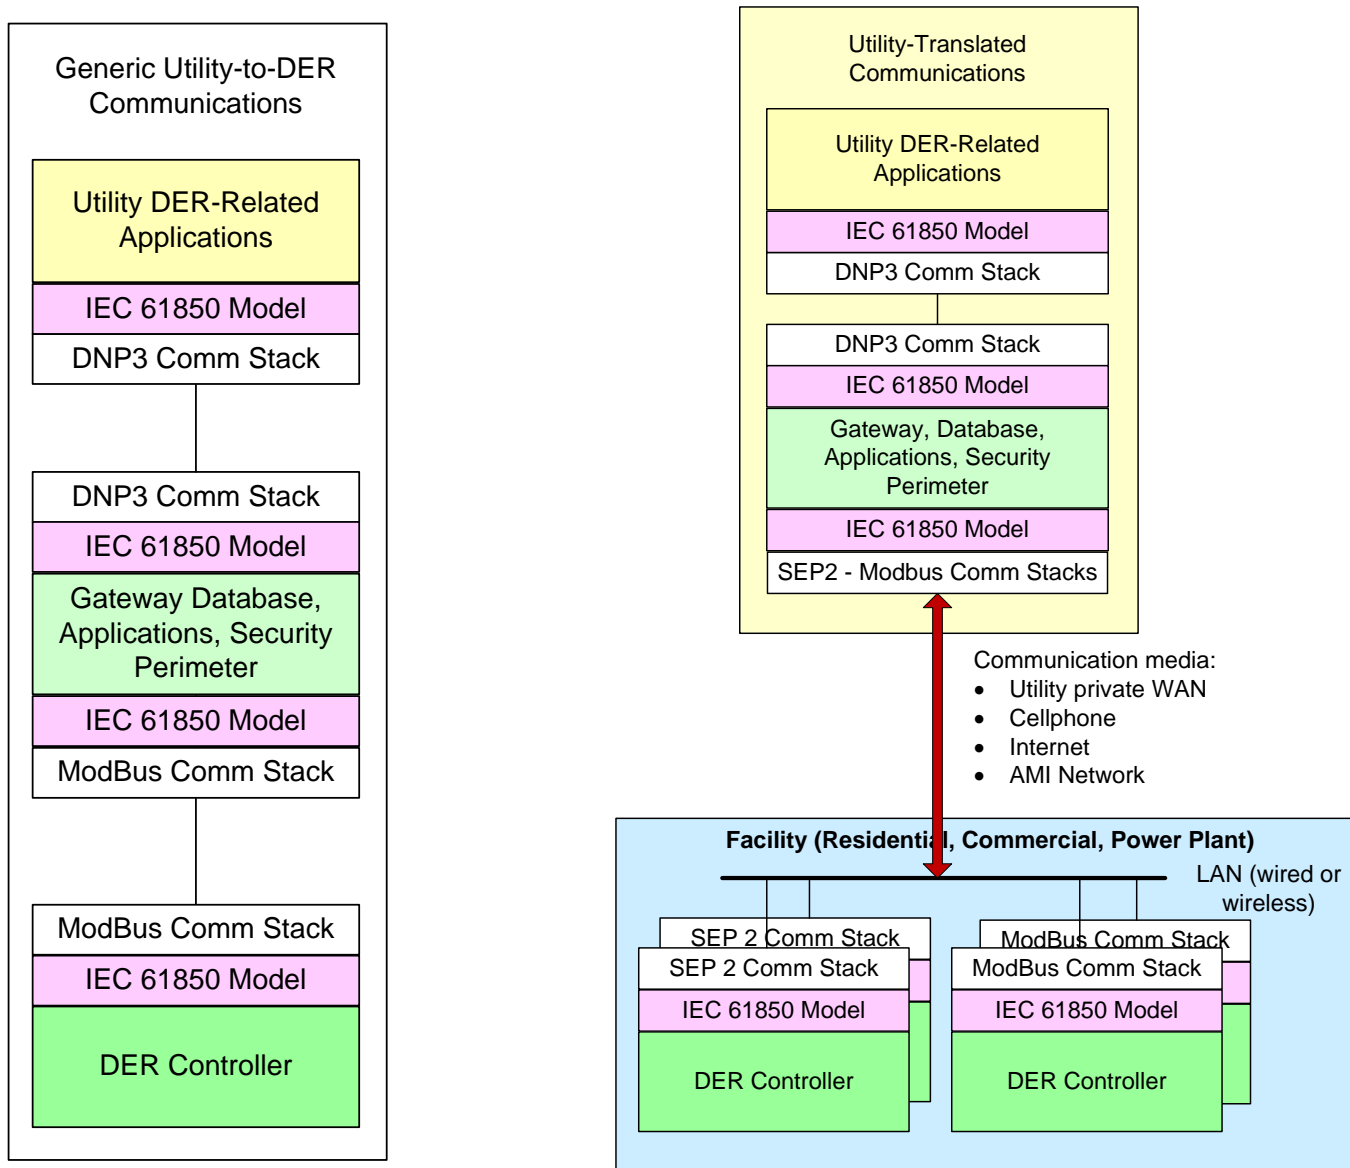 Generic Utility-to-DER
Communications
Utility DER-Related
Applications
IEC 61850 Model
DNP3 Comm Stack
DNP3 Comm Stack
IEC 61850 Model
Gateway Database,
Applications, Security
Perimeter
IEC 61850 Model
ModBus Comm Stack
ModBus Comm Stack
IEC 61850 Model
DER Controller
Utility-Translated
Communications
Utility DER-Related
Applications
IEC 61850 Model
DNP3 Comm Stack
DNP3 Comm Stack
IEC 61850 Model
Gateway, Database,
Applications, Security
Perimeter
IEC 61850 Model
SEP2 - Modbus Comm Stacks
Communication media:
• Utility private WAN
• Cellphone
• Internet
• AMI Network
Facility (Residential, Commercial, Power Plant)
LAN (wired or
wireless)
SEP 2 Comm Stack
SEP 2 Comm Stack
IEC 61850 Model
DER Controller
ModBus Comm Stack
ModBus Comm Stack
IEC 61850 Model
DER Controller